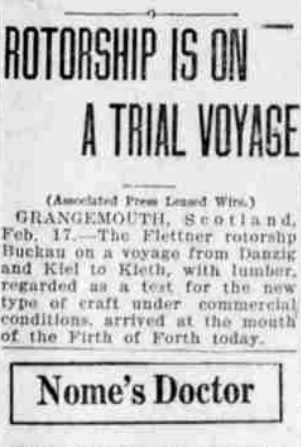 ROTORSHIP IS ON
A TRIAL VOYAGE
(Associated Press Leased Wire.)
GRANGEMOUTH, Scotland,
Feb. 17.—The Flettner rotorshp
Buckau on a voyage from Danzig
and Kiel to Kieth, with lumber,
regarded as a test for the new
type of craft under commercial
conditions, arrived at the mouth
of the Firth of Forth today.
Nome's Doctor